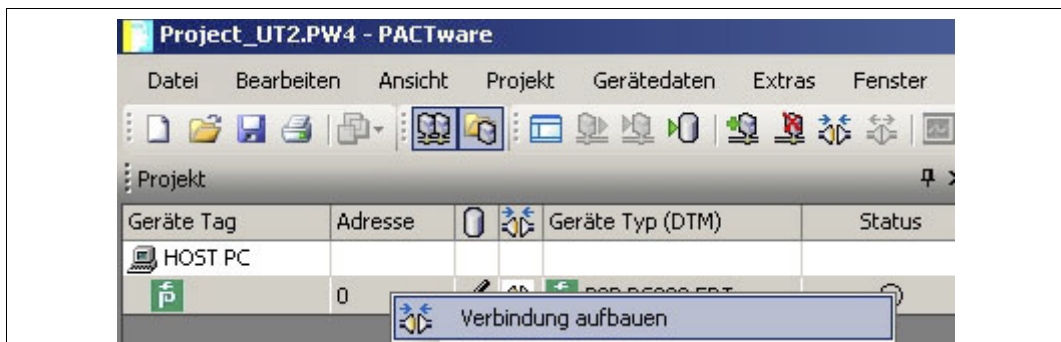 Project_UT2.PW4 - PACTware
Datei Bearbeiten Ansicht Projekt Gerätedaten Extras Fenster
Projekt
Geräte Tag Adresse Geräte Typ (DTM) Status
HOST PC
0
Verbindung aufbauen